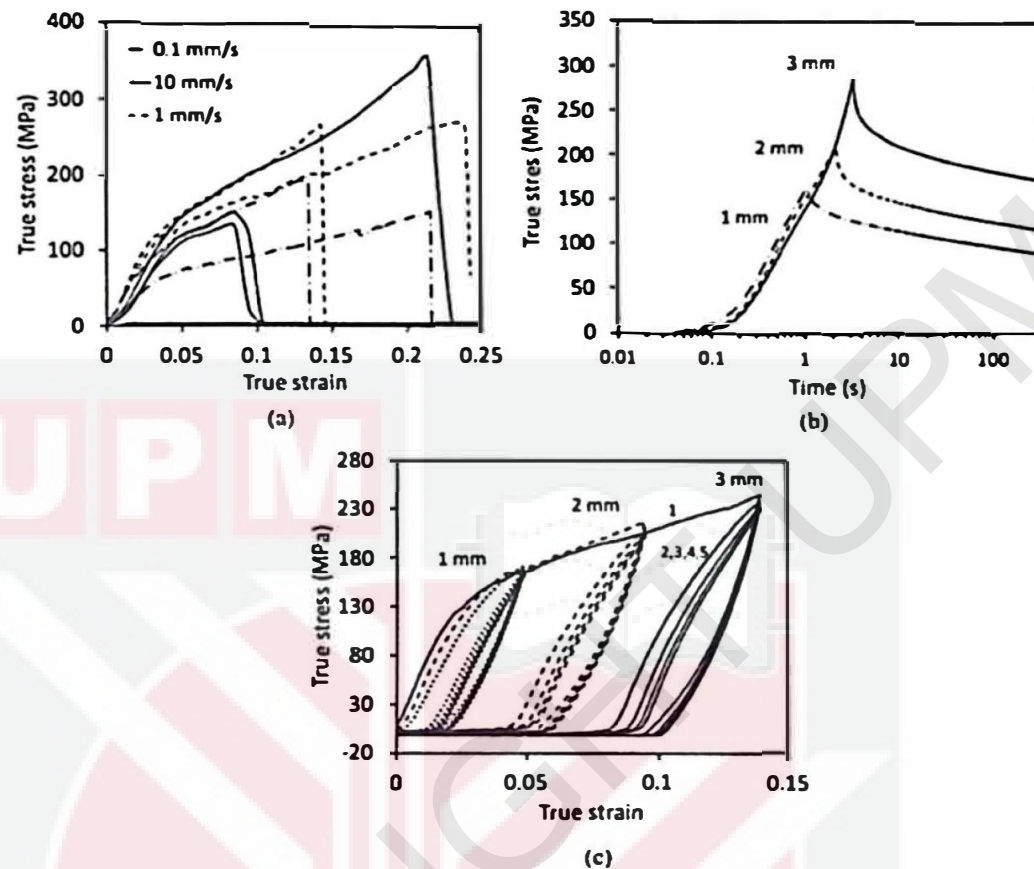 400
300
200
100
0
True stress (MPa)
0.1 mm/s
10 mm/s
1 mm/s
0 0.05 0.1 0.15 0.2 0.25
True strain
(a)
350
300
250
200
150
100
50
0
True stres (MPa)
3 mm
2 mm
1 mm
0.01 0.1 1 10 100
Time (s)
(b)
280
230
180
130
80
30
-20
True stress (MPa)
1 mm
2 mm
3 mm
1
2,3,4,5
0 0.05 0.1 0.15
True strain
(c)
UPM
GHT UPM